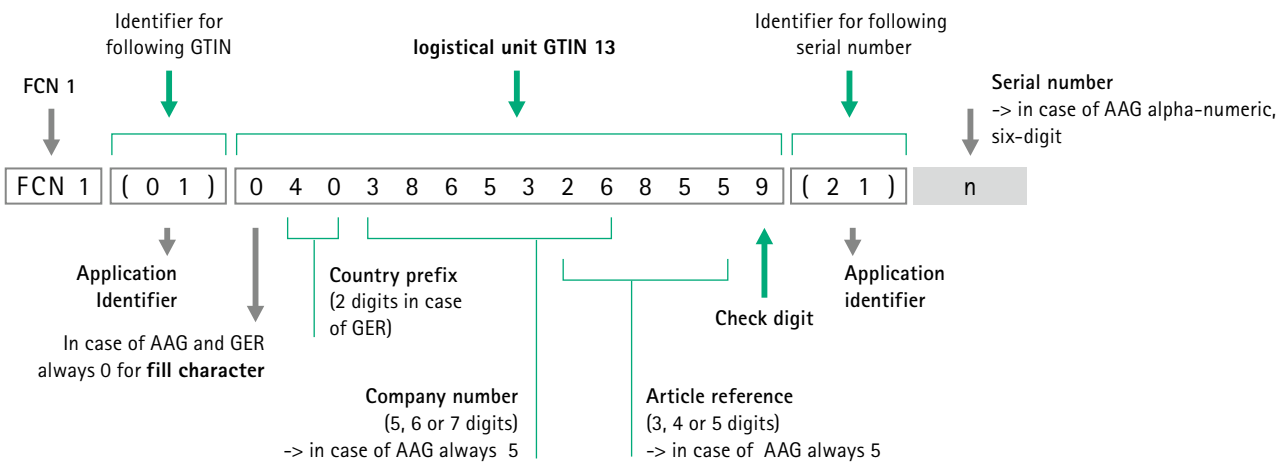 Identifier for
following GTIN
logistical unit GTIN 13
Identifier for following
serial number
FCN 1
Serial number
-> in case of AAG alpha-numeric,
six-digit
FCN 1 ( 0 1 ) 0 4 0 3 8 6 5 3 2 6 8 5 5 9 ( 2 1 ) n
Application
Identifier
Country prefix
(2 digits in case
of GER)
Check digit
Application
identifier
In case of AAG and GER
always 0 for fill character
Company number
(5, 6 or 7 digits)
-> in case of AAG always 5
Article reference
(3, 4 or 5 digits)
-> in case of AAG always 5